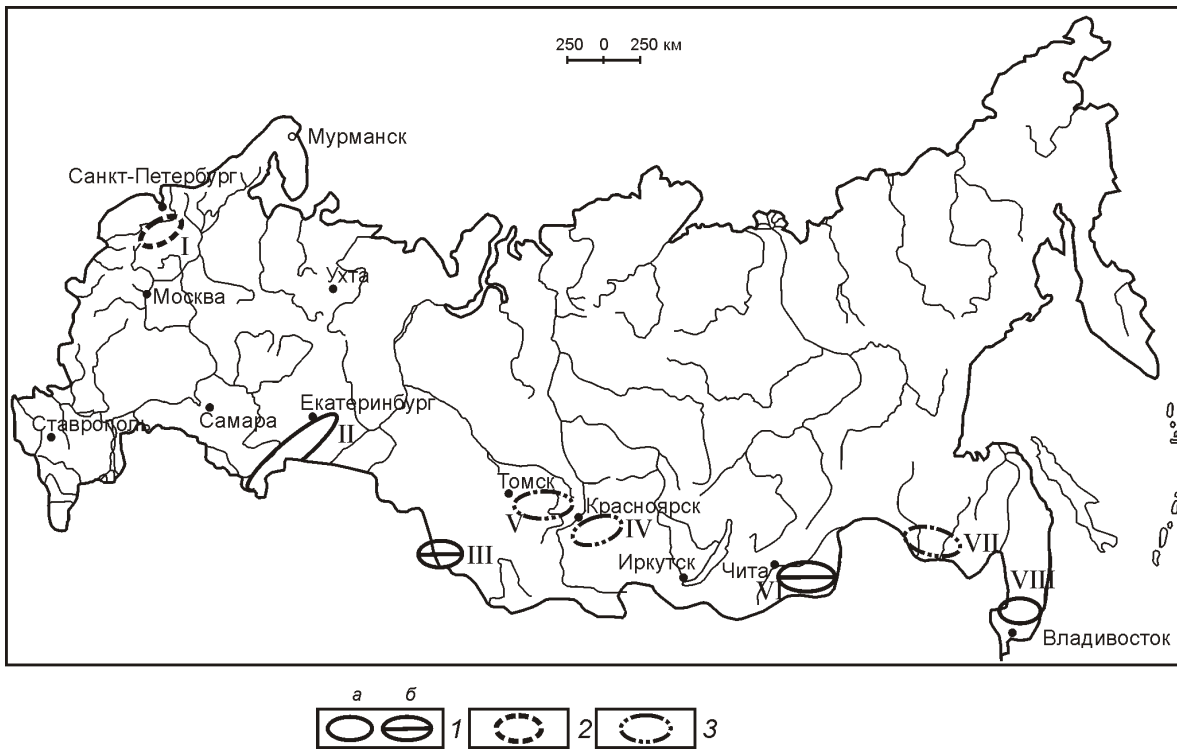 250 0 250 км
Мурманск
Санкт-Петербург
I
Ухта
Москва
Екатеринбург
Самара
II
Ставрополь
Томск
Красноярск
V
IV
III
Иркутск
Чита
VI
VII
VIII
Владивосток
а б
1 2 3